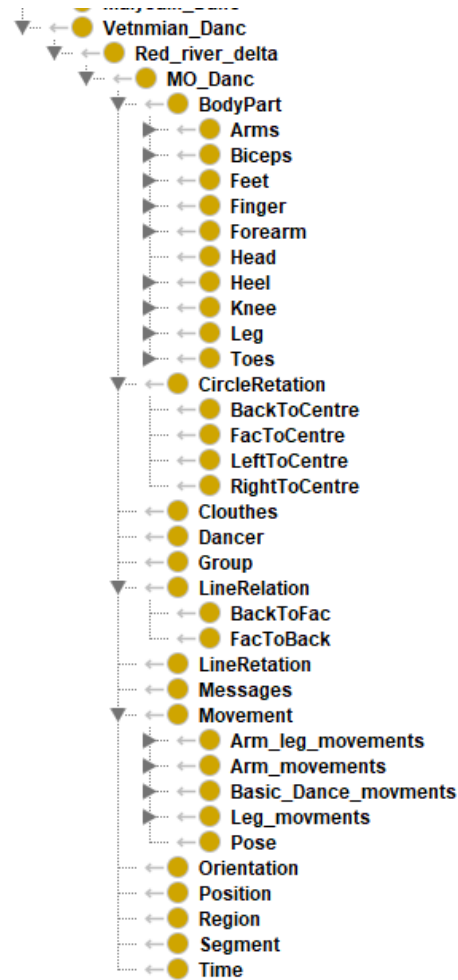 Vetnmian_Danc
Red_river_delta
MO_Danc
BodyPart
Arms
Biceps
Feet
Finger
Forearm
Head
Heel
Knee
Leg
Toes
CircleRetation
BackToCentre
FacToCentre
LeftToCentre
RightToCentre
Clouthes
Dancer
Group
LineRelation
BackToFac
FacToBack
LineRetation
Messages
Movement
Arm_leg_movements
Arm_movements
Basic_Dance_movments
Leg_movments
Pose
Orientation
Position
Region
Segment
Time